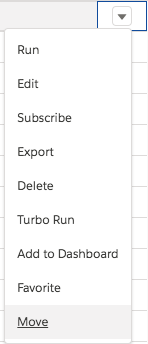 Run
Edit
Subscribe
Export
Delete
Turbo Run
Add to Dashboard
Favorite
Move